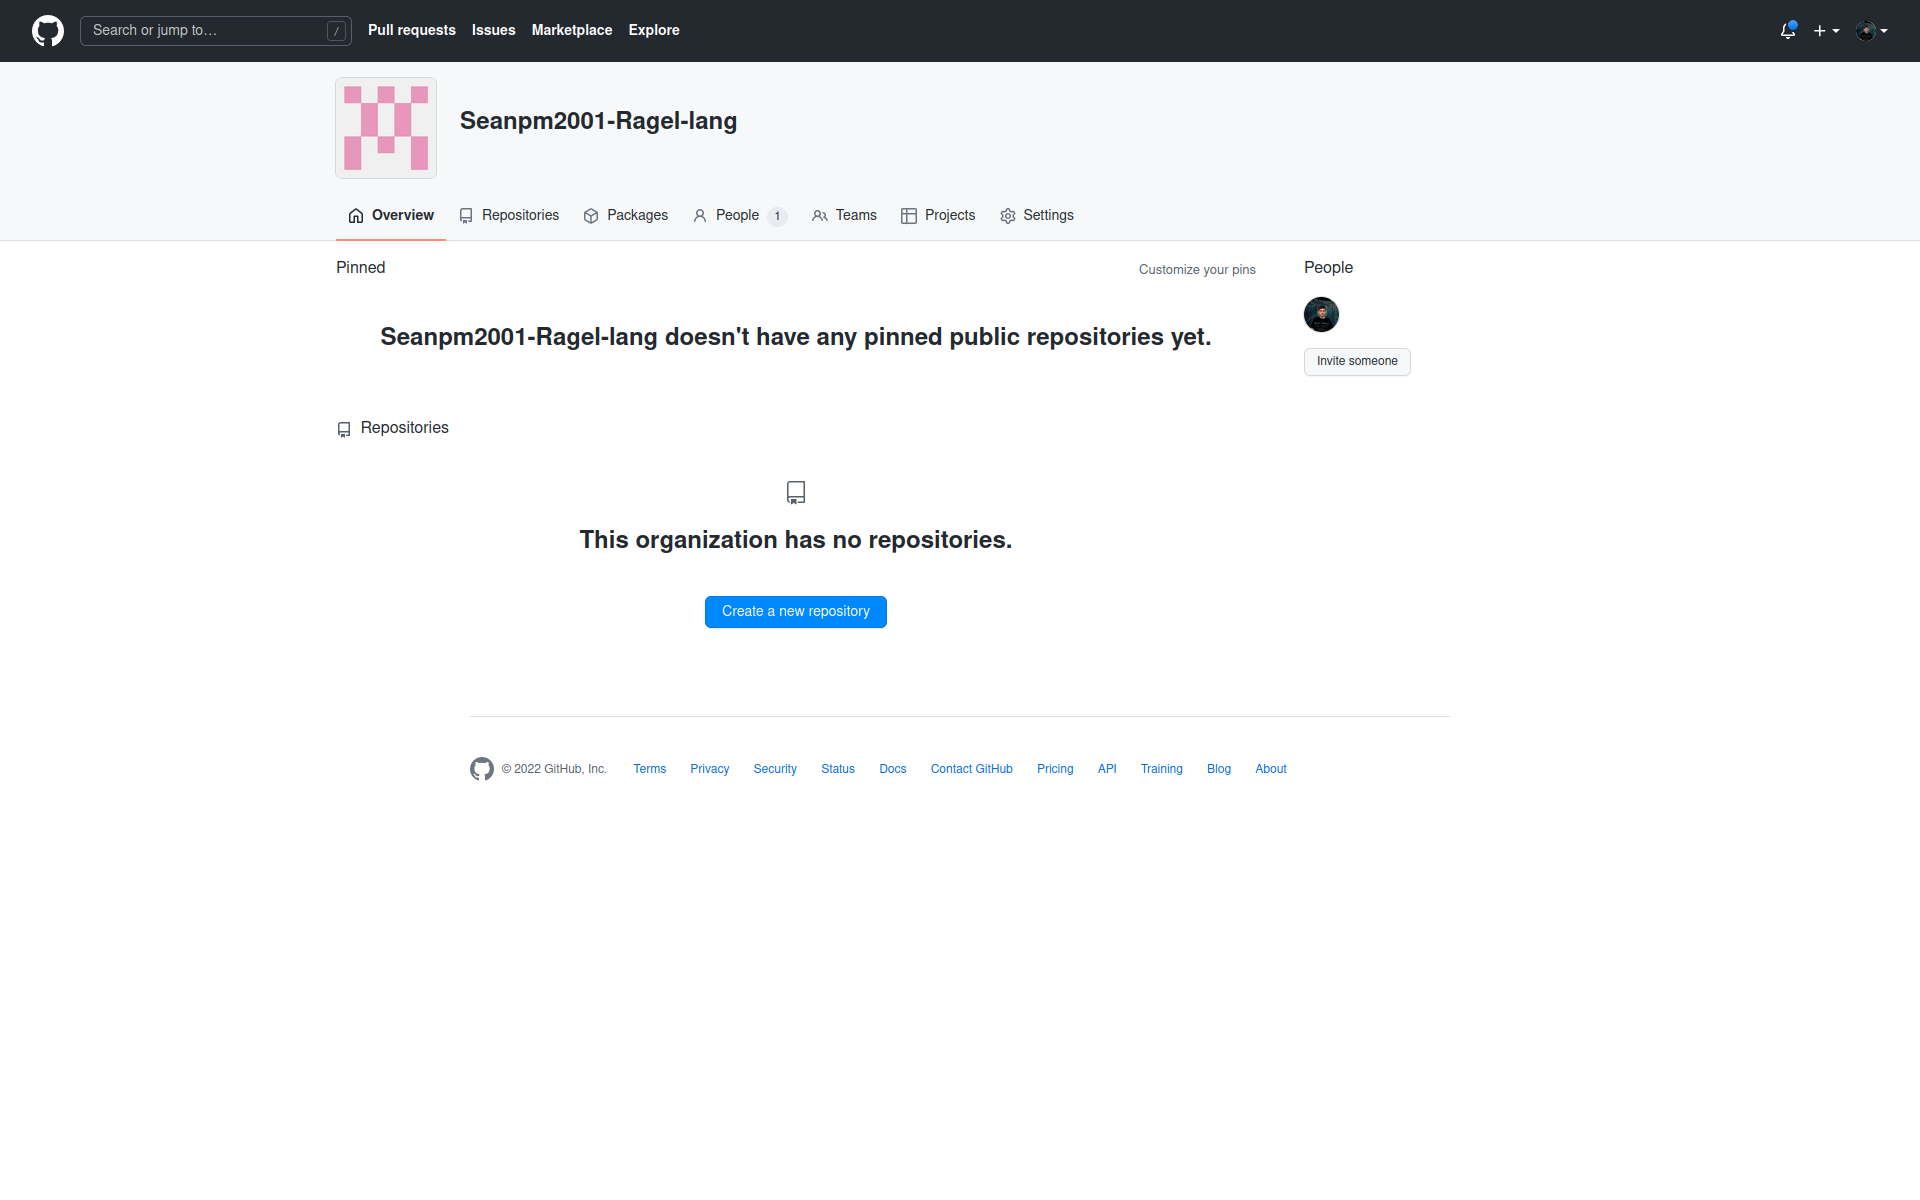 Search or jump to… /
Pull requests Issues Marketplace Explore
Seanpm2001-Ragel-lang
Overview Repositories Packages People 1 Teams Projects Settings
Pinned
Customize your pins
Seanpm2001-Ragel-lang doesn't have any pinned public repositories yet.
People
Invite someone
Repositories
This organization has no repositories.
Create a new repository
© 2022 GitHub, Inc. Terms Privacy Security Status Docs Contact GitHub Pricing API Training Blog About